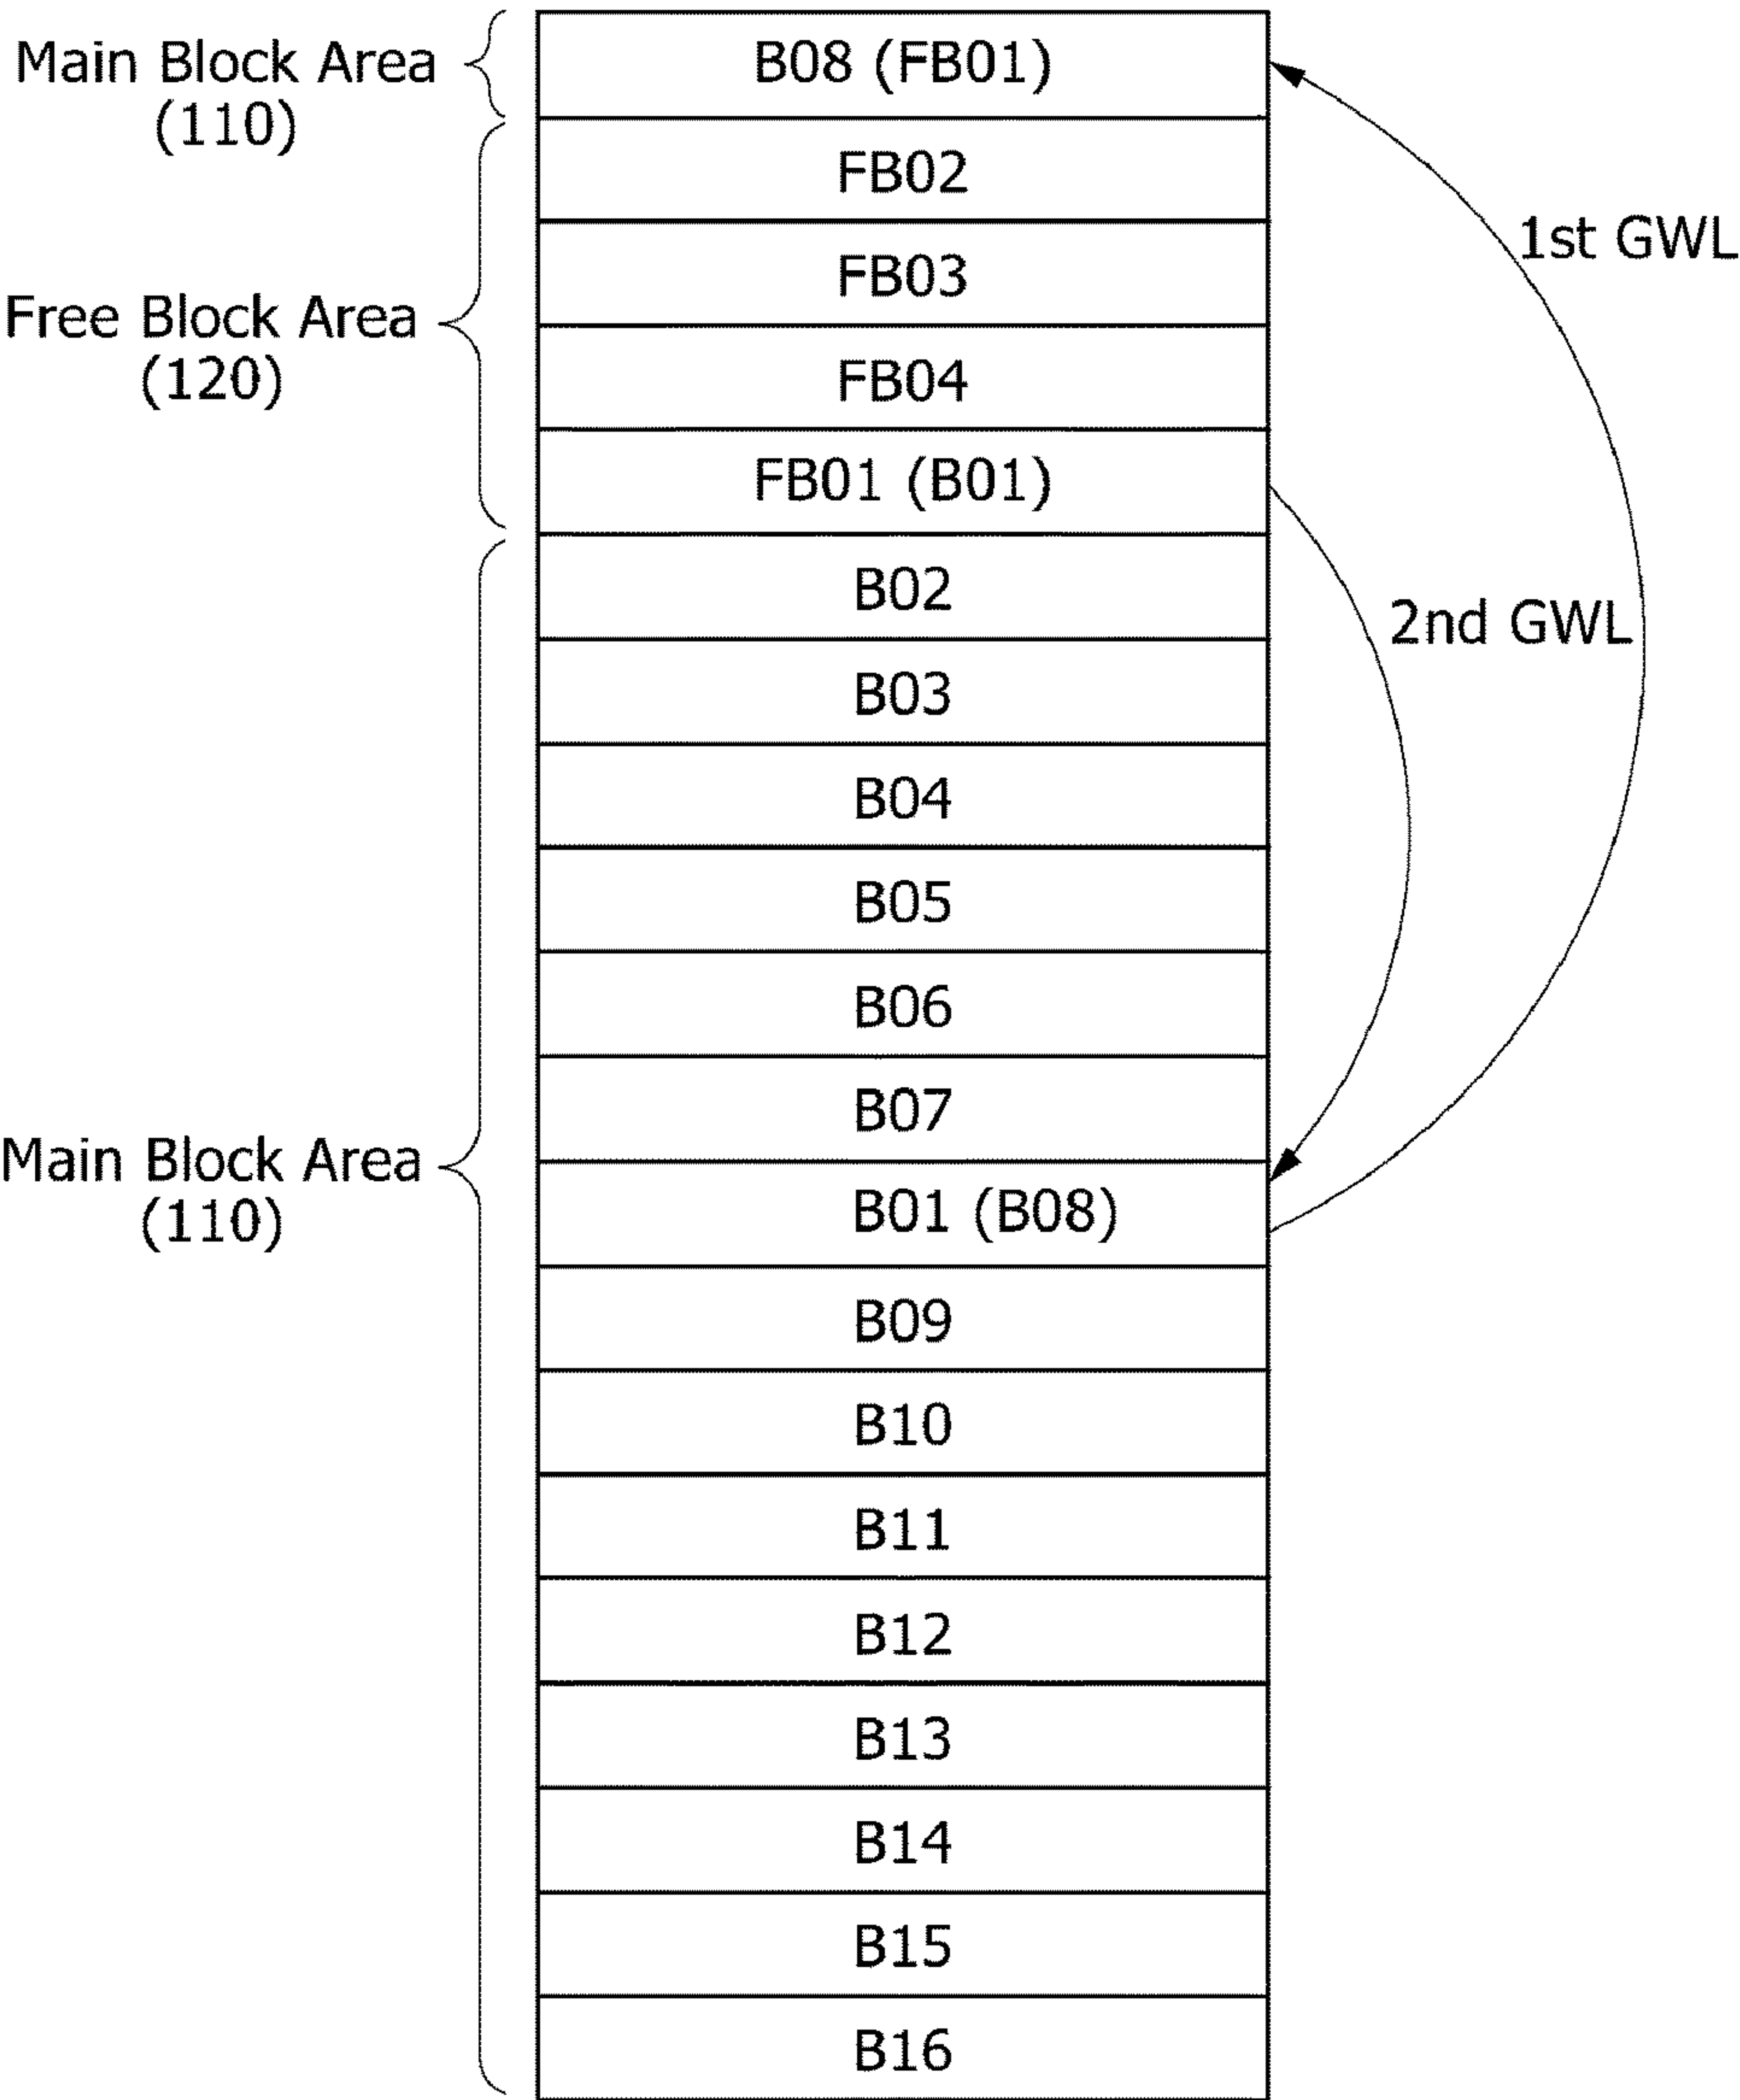 Main Block Area
(110)
B08 (FB01)
FB02
1st GWL
FB03
Free Block Area
(120)
FB04
FB01 (B01)
B02
2nd GWL
B03
B04
B05
B06
B07
Main Block Area
(110)
B01 (B08)
B09
B10
B11
B12
B13
B14
B15
B16